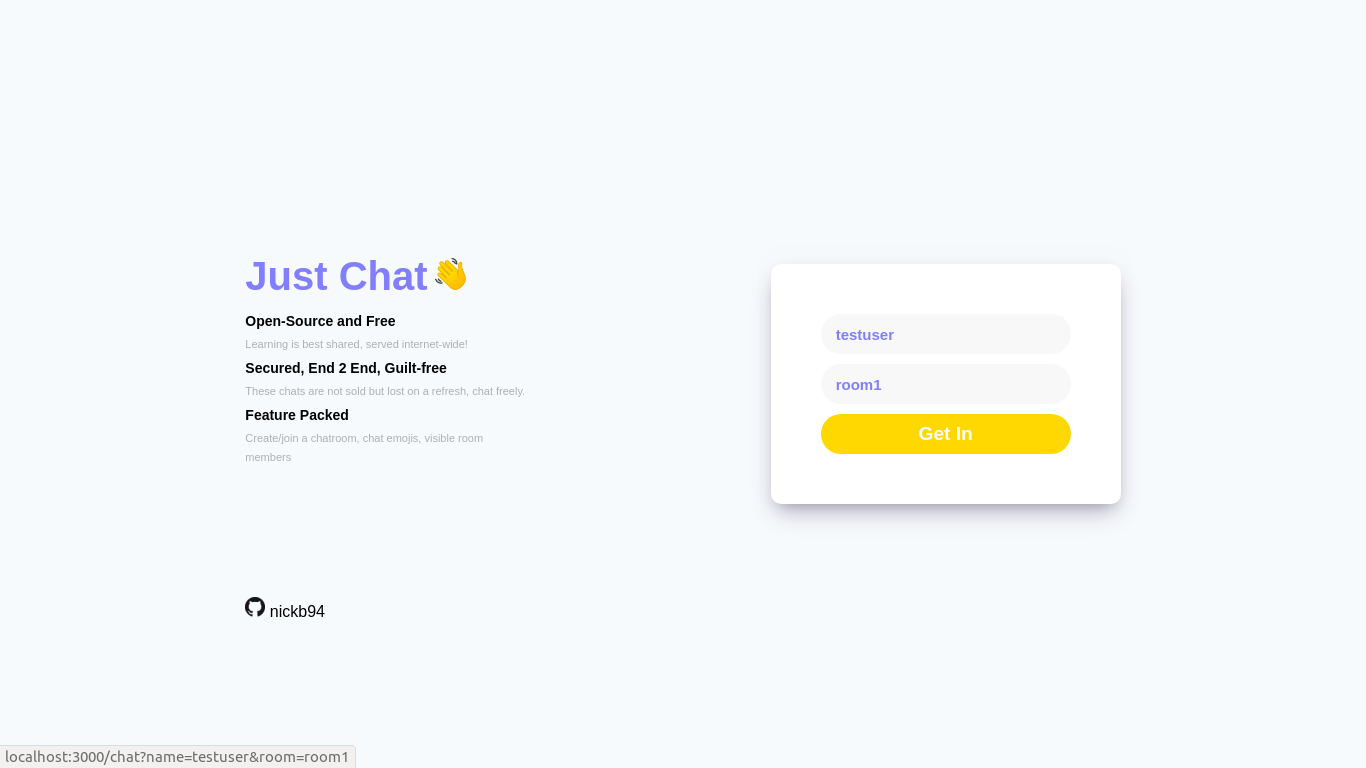 Just Chat👋
Open-Source and Free
Learning is best shared, served internet-wide!
Secured, End 2 End, Guilt-free
These chats are not sold but lost on a refresh, chat freely.
Feature Packed
Create/join a chatroom, chat emojis, visible room
members
nickb94
testuser
room1
Get In
localhost:3000/chat?name=testuser&room=room1